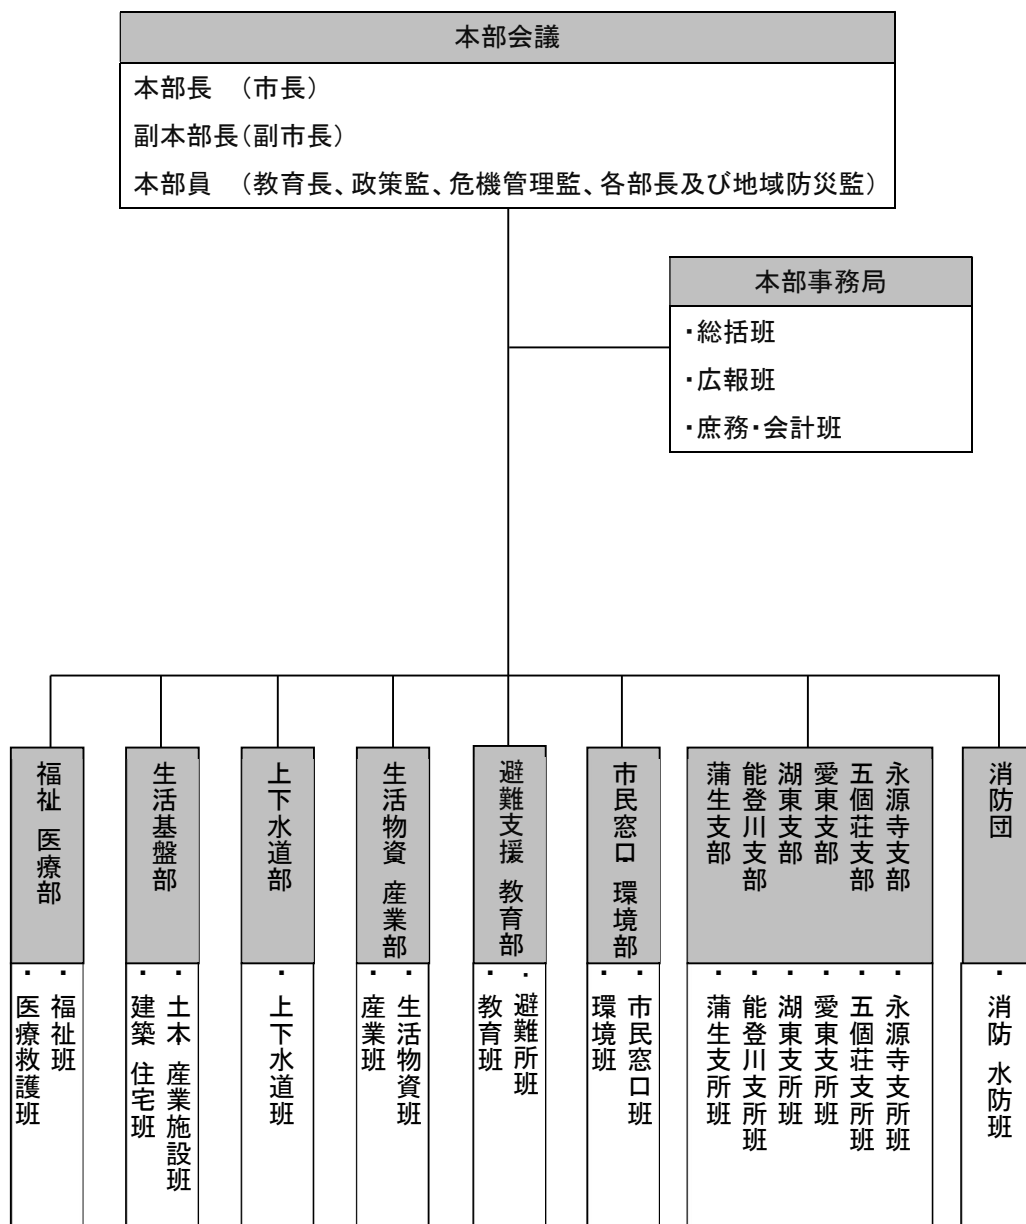 本部会議
本部長　（市長）
副本部長（副市長）
本部員　（教育長、政策監、危機管理監、各部長及び地域防災監）
本部事務局
・総括班
・広報班
・庶務・会計班
福祉・医療部
生活基盤部
上下水道部
生活物資・産業部
避難支援・教育部
市民窓口・環境部
永源寺支部
五個荘支部
愛東支部
湖東支部
能登川支部
蒲生支部
消防団
・福祉班
・医療救護班
・土木・産業施設班
・建築・住宅班
・上下水道班
・生活物資班
・産業班
・避難所班
・教育班
・市民窓口班
・環境班
・永源寺支所班
・五個荘支所班
・愛東支所班
・湖東支所班
・能登川支所班
・蒲生支所班
・消防・水防班